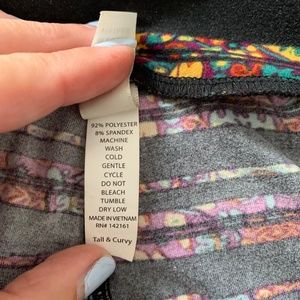 92% POLYESTER
8% SPANDEX
MACHINE
WASH
COLD
GENTLE
CYCLE
DO NOT
BLEACH
TUMBLE
DRY LOW
MADE IN VIETNAM
RN# 142161
Tall & Curvy